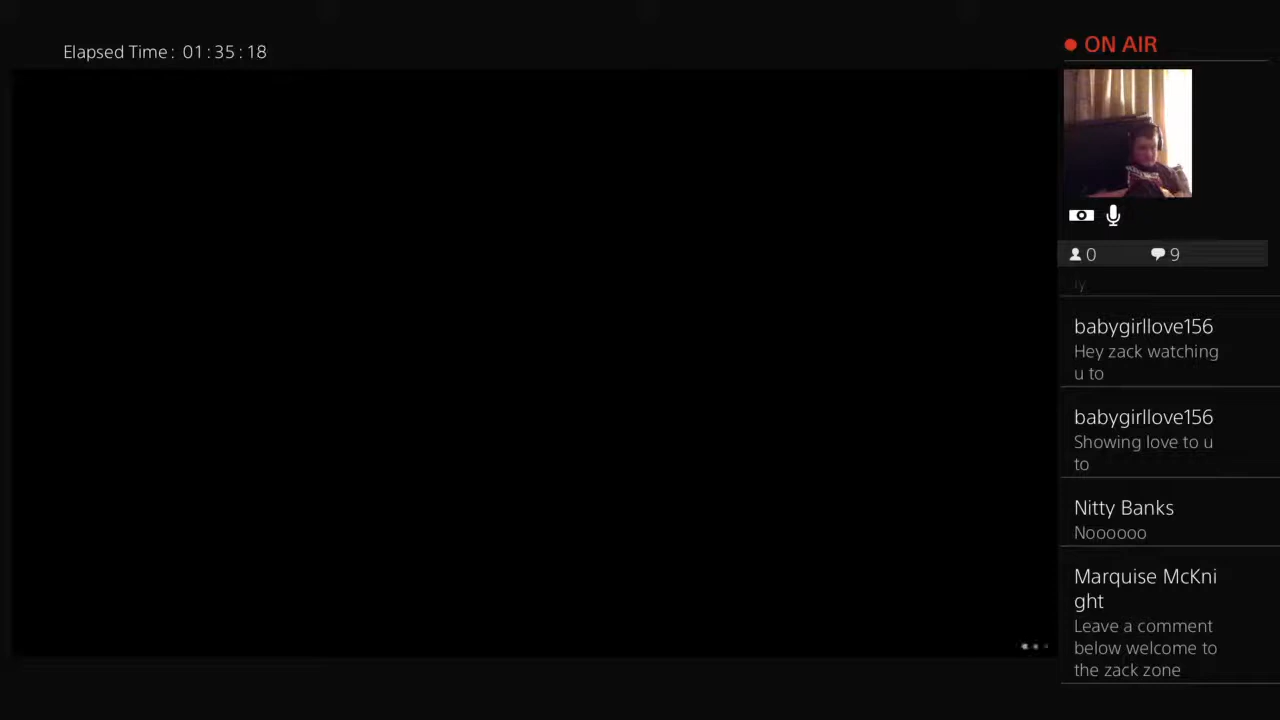 Elapsed Time: 01:35:18
ON AIR
0 9
ly
babygirllove156
Hey zack watching
u to
babygirllove156
Showing love to u
to
Nitty Banks
Noooooo
Marquise McKni
ght
Leave a comment
below welcome to
the zack zone